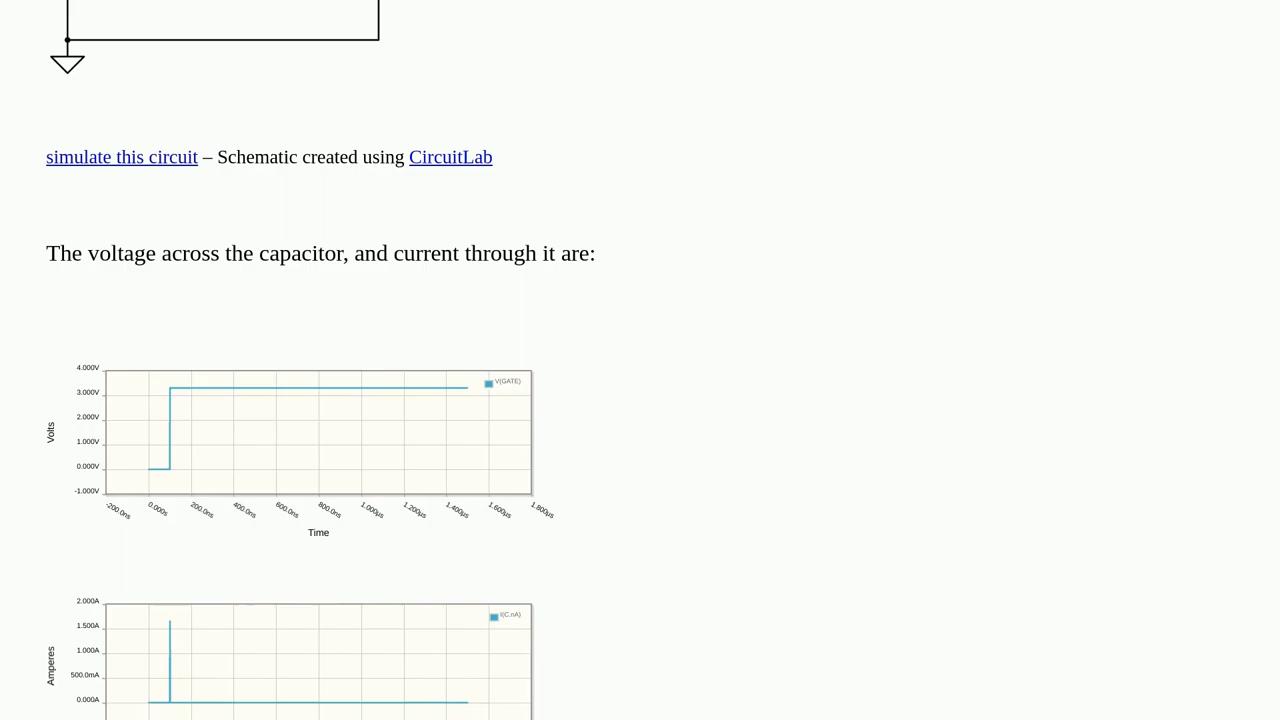 simulate this circuit – Schematic created using CircuitLab
The voltage across the capacitor, and current through it are:
4.000V
3.000V
2.000V
1.000V
0.000V
-1.000V
Volts
V(GATE)
-200.0ns 0.000s 200.0ns 400.0ns 600.0ns 800.0ns 1.000µs 1.200µs 1.400µs 1.600µs 1.800µs
Time
2.000A
1.500A
1.000A
500.0mA
0.000A
Amperes
I(C.nA)